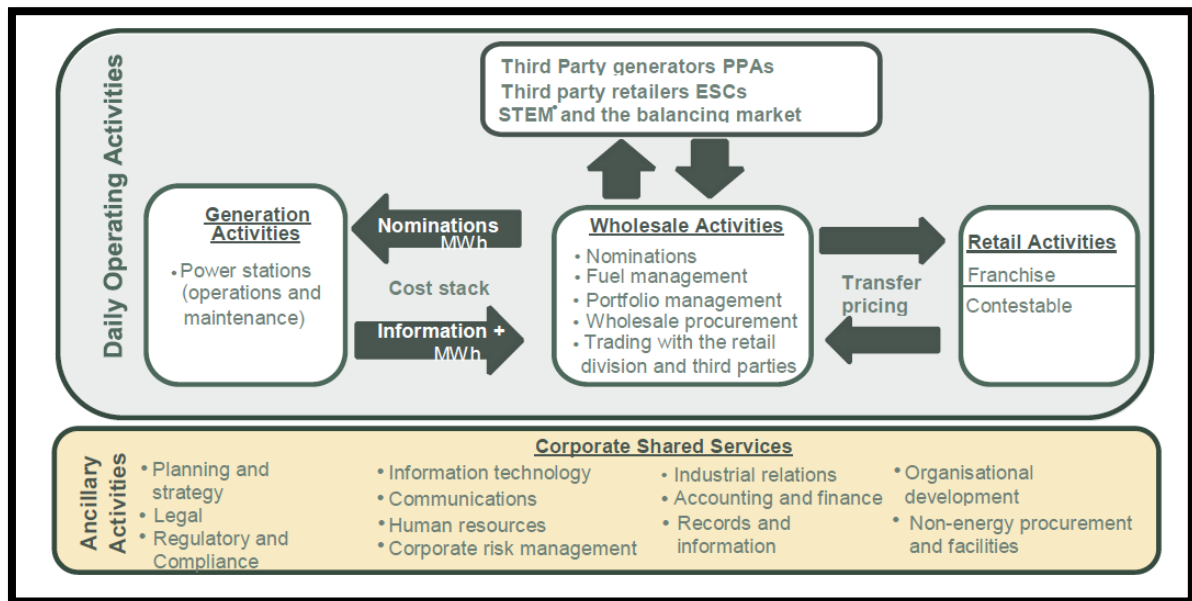 Daily Operating Activities
Third Party generators PPAs
Third party retailers ESCs
STEM* and the balancing market
Generation
Activities
• Power stations
(operations and
maintenance)
Nominations
MWh
Cost stack
Information +
MWh
Wholesale Activities
• Nominations
• Fuel management
• Portfolio management
• Wholesale procurement
• Trading with the retail
division and third parties
Transfer
pricing
Retail Activities
Franchise
Contestable
Ancillary
Activities
Corporate Shared Services
• Planning and
strategy
• Legal
• Regulatory and
Compliance
• Information technology
• Communications
• Human resources
• Corporate risk management
• Industrial relations
• Accounting and finance
• Records and
information
• Organisational
development
• Non-energy procurement
and facilities